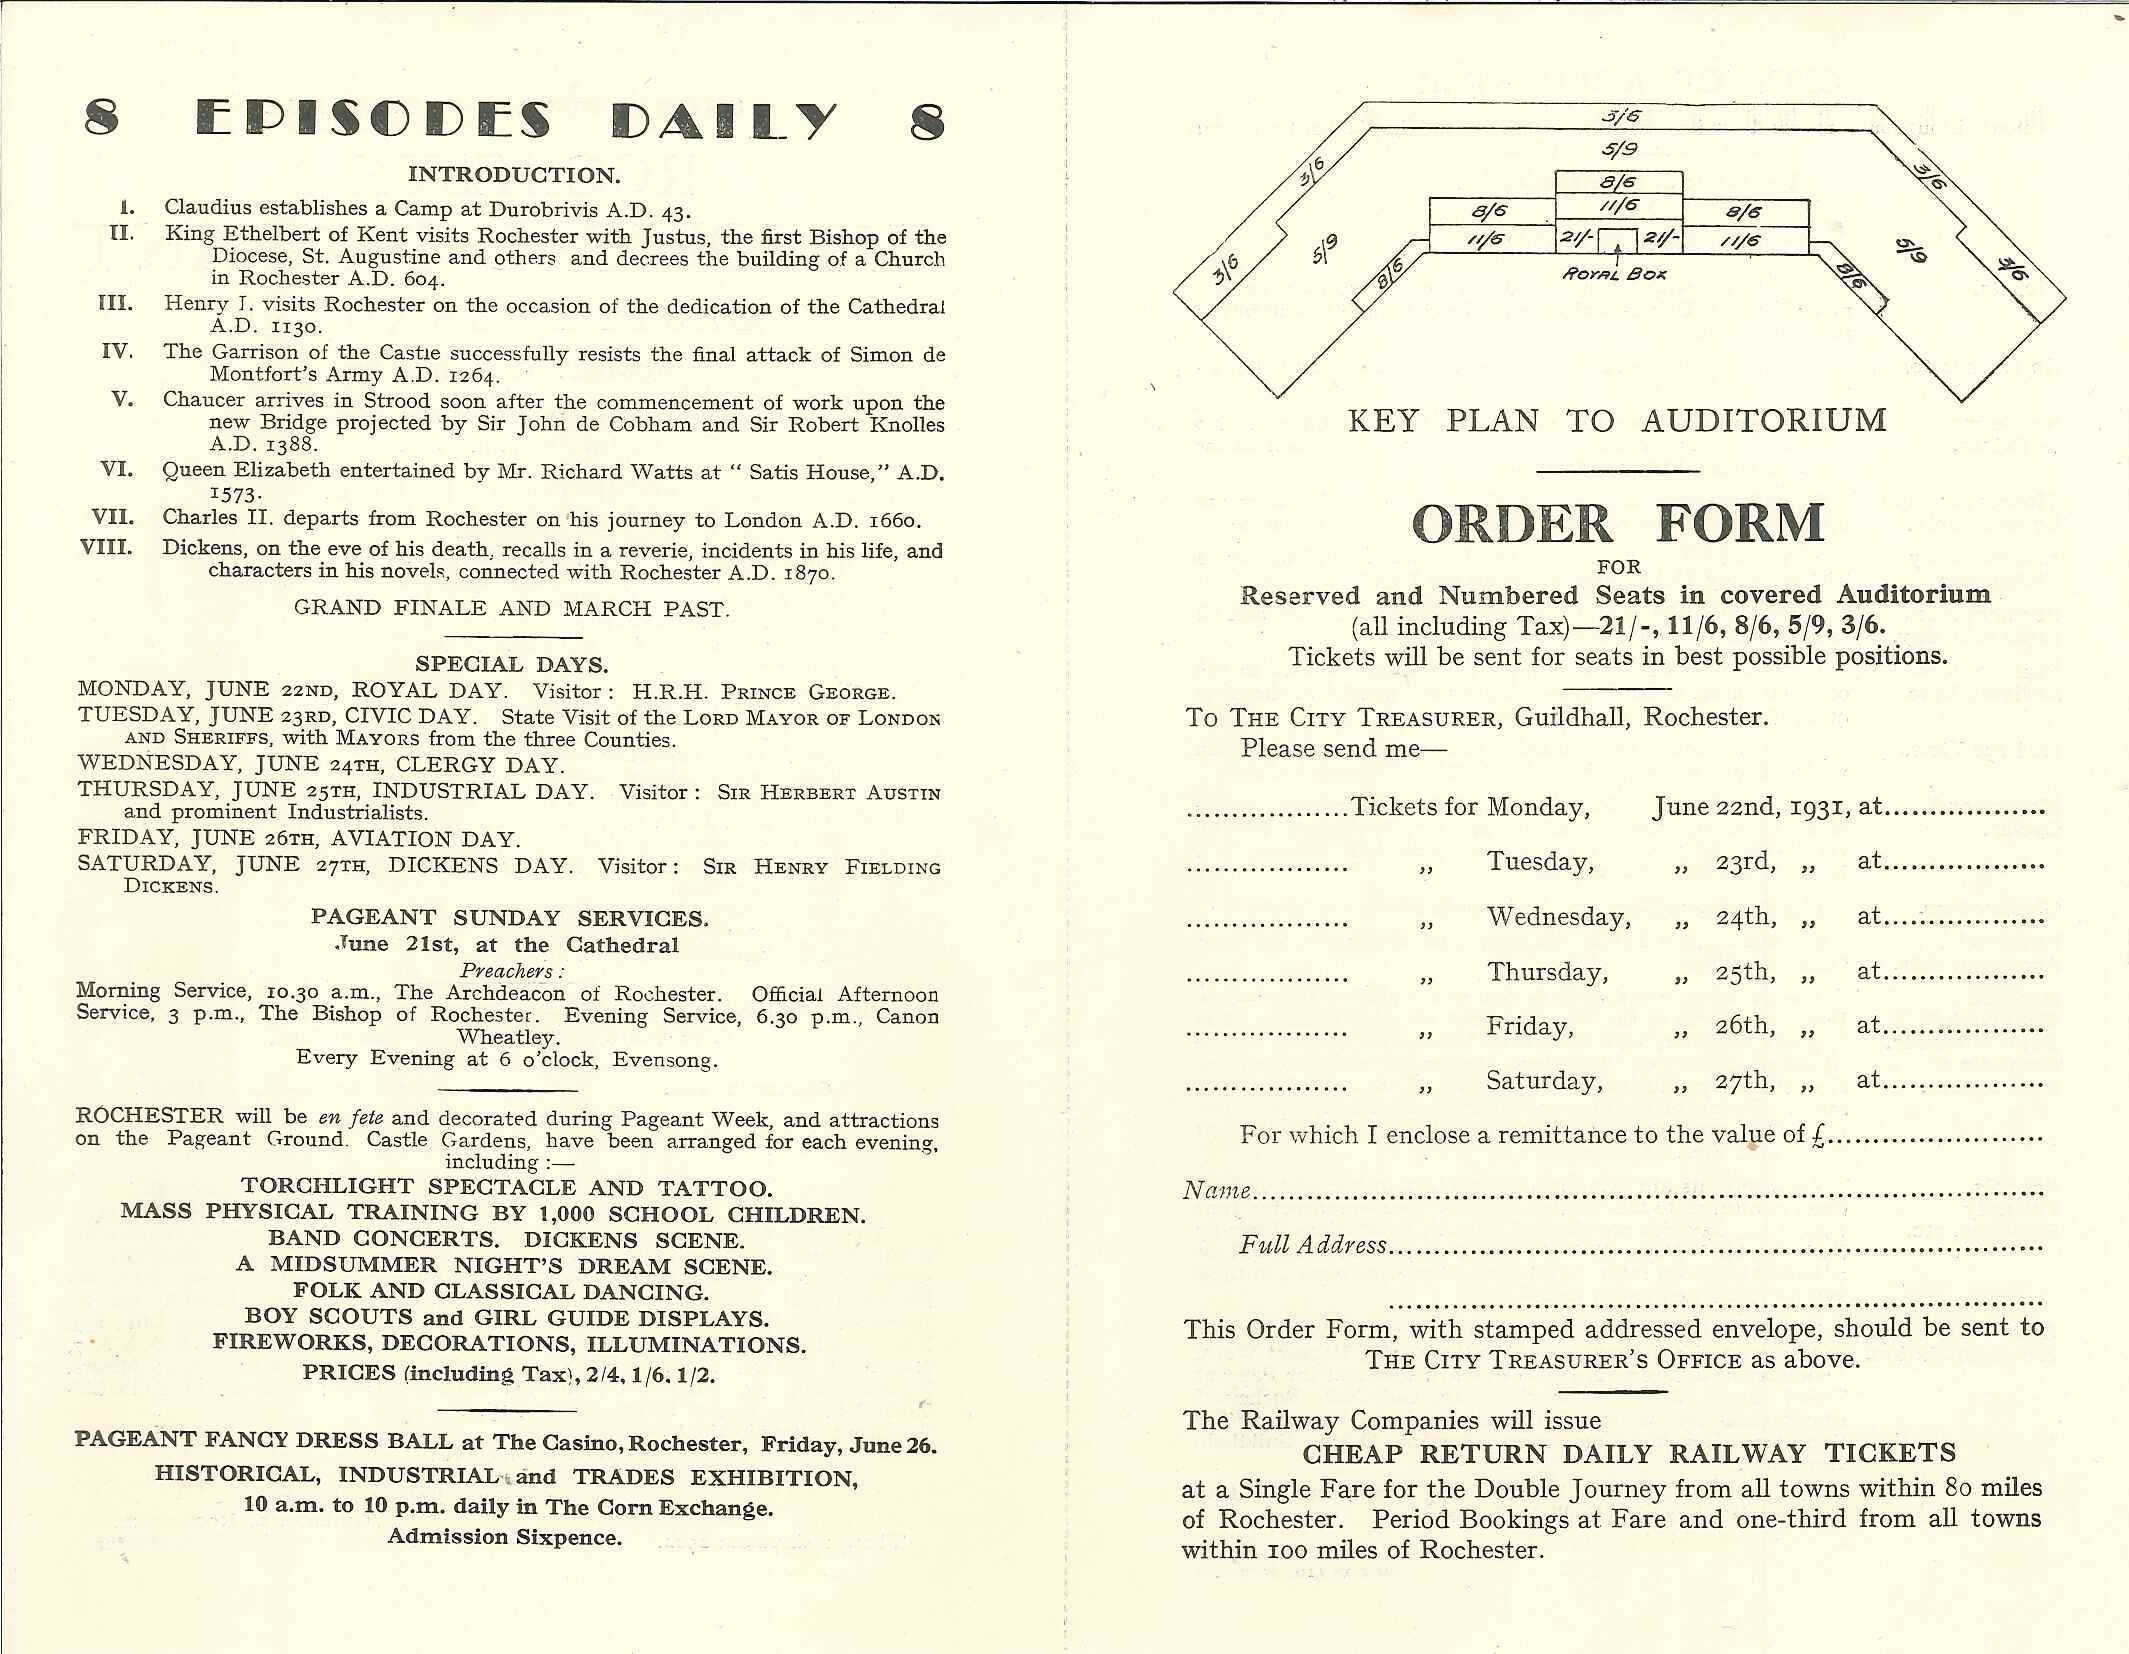 8 EPISODES DAILY 8
INTRODUCTION.
I. Claudius establishes a Camp at Durobrivis A.D. 43.
II. King Ethelbert of Kent visits Rochester with Justus, the first Bishop of the
Diocese, St. Augustine and others and decrees the building of a Church
in Rochester A.D. 604.
III. Henry I. visits Rochester on the occasion of the dedication of the Cathedral
A.D. 1130.
IV. The Garrison of the Castle successfully resists the final attack of Simon de
Montfort's Army A.D. 1264.
V. Chaucer arrives in Strood soon after the commencement of work upon the
new Bridge projected by Sir John de Cobham and Sir Robert Knolles
A.D. 1388.
VI. Queen Elizabeth entertained by Mr. Richard Watts at " Satis House," A.D.
1573.
VII. Charles II. departs from Rochester on his journey to London A.D. 1660.
VIII. Dickens, on the eve of his death, recalls in a reverie, incidents in his life, and
characters in his novels, connected with Rochester A.D. 1870.
GRAND FINALE AND MARCH PAST.
SPECIAL DAYS.
MONDAY, JUNE 22ND, ROYAL DAY. Visitor : H.R.H. PRINCE GEORGE.
TUESDAY, JUNE 23RD, CIVIC DAY. State Visit of the LORD MAYOR OF LONDON
AND SHERIFFS, with MAYORS from the three Counties.
WEDNESDAY, JUNE 24TH, CLERGY DAY.
THURSDAY, JUNE 25TH, INDUSTRIAL DAY. Visitor : SIR HERBERT AUSTIN
and prominent Industrialists.
FRIDAY, JUNE 26TH, AVIATION DAY.
SATURDAY, JUNE 27TH, DICKENS DAY. Visitor : SIR HENRY FIELDING
DICKENS.
PAGEANT SUNDAY SERVICES.
June 21st, at the Cathedral
Preachers :
Morning Service, 10.30 a.m., The Archdeacon of Rochester. Official Afternoon
Service, 3 p.m., The Bishop of Rochester. Evening Service, 6.30 p.m., Canon
Wheatley.
Every Evening at 6 o'clock, Evensong.
ROCHESTER will be en fete and decorated during Pageant Week, and attractions
on the Pageant Ground. Castle Gardens, have been arranged for each evening,
including :—
TORCHLIGHT SPECTACLE AND TATTOO.
MASS PHYSICAL TRAINING BY 1,000 SCHOOL CHILDREN.
BAND CONCERTS. DICKENS SCENE.
A MIDSUMMER NIGHT'S DREAM SCENE.
FOLK AND CLASSICAL DANCING.
BOY SCOUTS and GIRL GUIDE DISPLAYS.
FIREWORKS, DECORATIONS, ILLUMINATIONS.
PRICES (including Tax), 2/4, 1/6, 1/2.
PAGEANT FANCY DRESS BALL at The Casino, Rochester, Friday, June 26.
HISTORICAL, INDUSTRIAL and TRADES EXHIBITION,
10 a.m. to 10 p.m. daily in The Corn Exchange.
Admission Sixpence.
3/6
5/9
3/6 8/6 3/6
8/6 11/6 8/6
11/6 21/- 21/- 11/6
5/9 5/9
3/6 8/6 ROYAL BOX 8/6 3/6
KEY PLAN TO AUDITORIUM
ORDER FORM
FOR
Reserved and Numbered Seats in covered Auditorium
(all including Tax)—21/-, 11/6, 8/6, 5/9, 3/6.
Tickets will be sent for seats in best possible positions.
To THE CITY TREASURER, Guildhall, Rochester.
Please send me—
..................Tickets for Monday, June 22nd, 1931, at..................
.................. ,, Tuesday, ,, 23rd, ,, at..................
.................. ,, Wednesday, ,, 24th, ,, at..................
.................. ,, Thursday, ,, 25th, ,, at..................
.................. ,, Friday, ,, 26th, ,, at..................
.................. ,, Saturday, ,, 27th, ,, at..................
For which I enclose a remittance to the value of £........................
Name........................................................................
Full Address............................................................
............................................................
This Order Form, with stamped addressed envelope, should be sent to
THE CITY TREASURER'S OFFICE as above.
The Railway Companies will issue
CHEAP RETURN DAILY RAILWAY TICKETS
at a Single Fare for the Double Journey from all towns within 80 miles
of Rochester. Period Bookings at Fare and one-third from all towns
within 100 miles of Rochester.